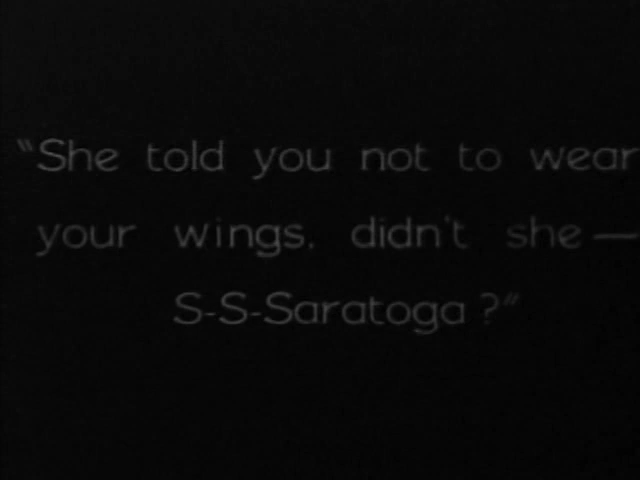 "She told you not to wear
your wings. didn't she—
S-S-Saratoga?"